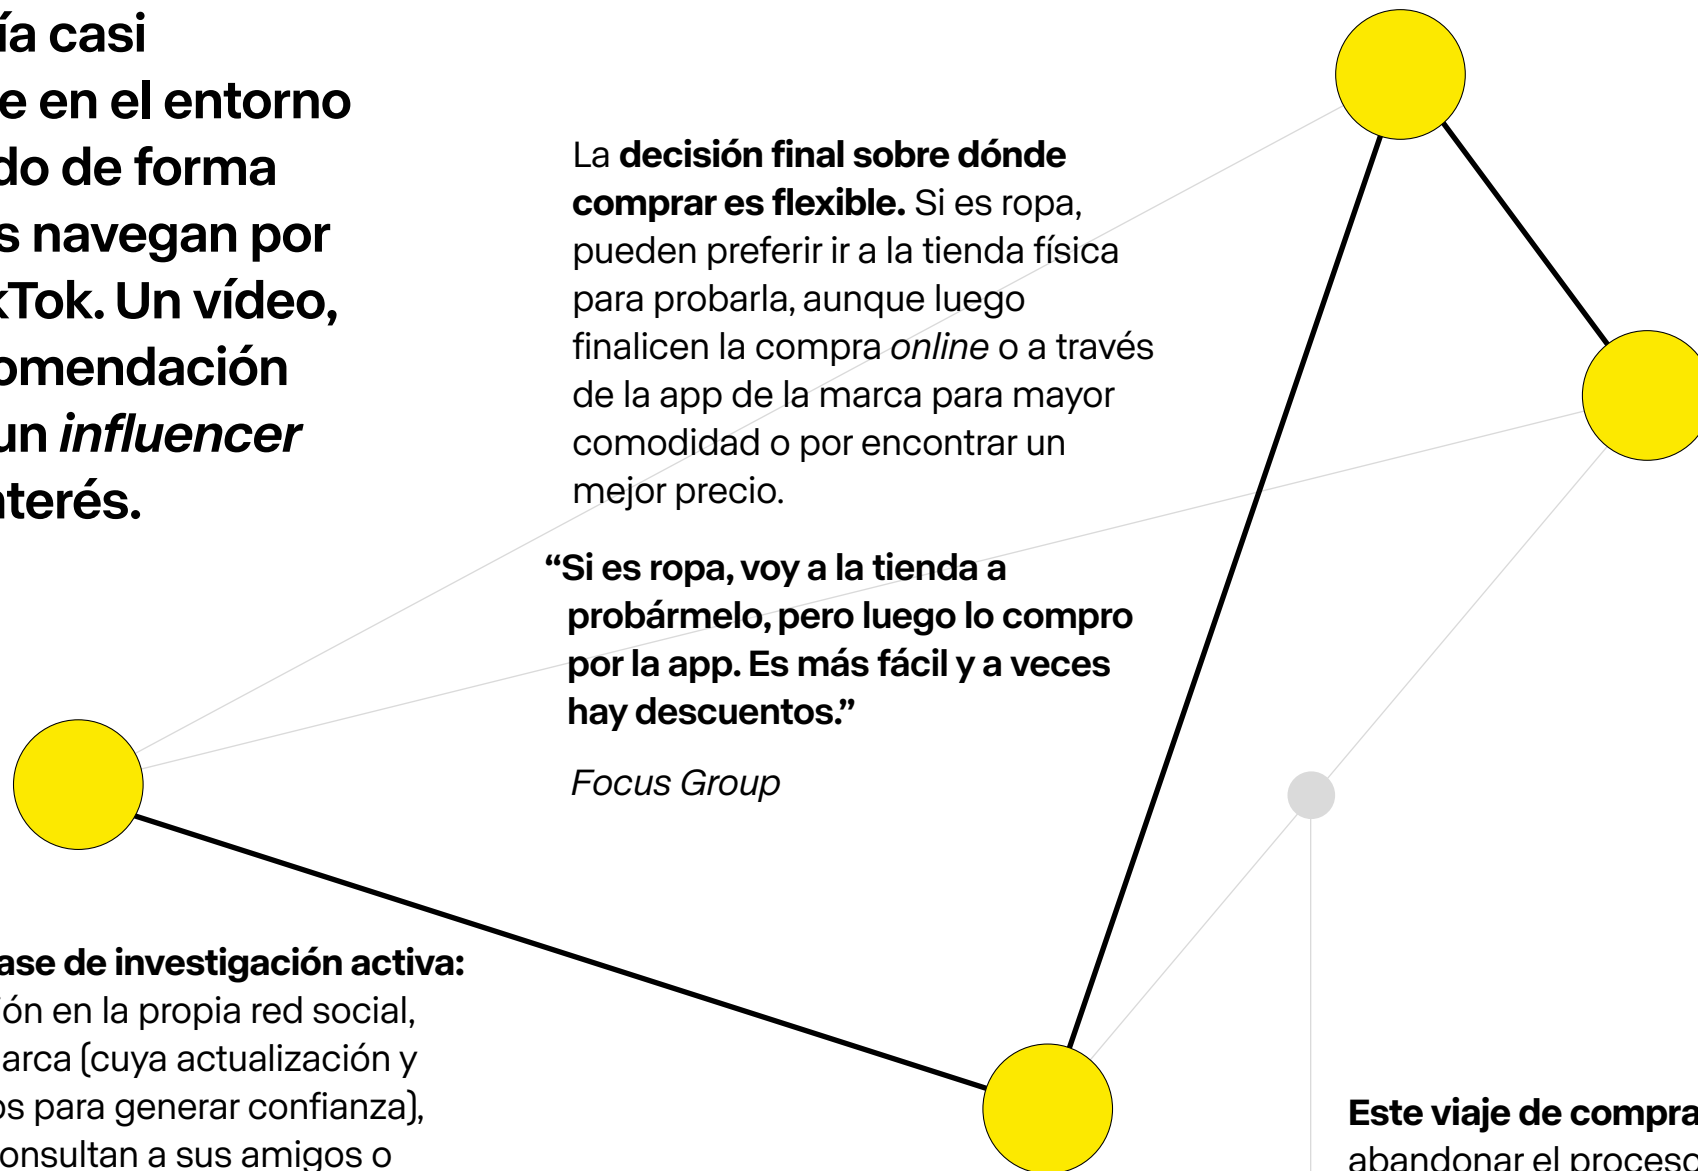 ía casi
e en el entorno
do de forma
s navegan por
kTok. Un vídeo,
omendación
un influencer
nterés.
La decisión final sobre dónde
comprar es flexible. Si es ropa,
pueden preferir ir a la tienda física
para probarla, aunque luego
finalicen la compra online o a través
de la app de la marca para mayor
comodidad o por encontrar un
mejor precio.
“Si es ropa, voy a la tienda a
probármelo, pero luego lo compro
por la app. Es más fácil y a veces
hay descuentos.”
Focus Group
ase de investigación activa:
ión en la propia red social,
arca (cuya actualización y
os para generar confianza),
onsultan a sus amigos o
Este viaje de compra
abandonar el proceso